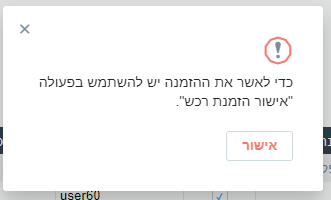 כדי לאשר את ההזמנה יש להשתמש בפעולה
"אישור הזמנת רכש".
אישור
user60